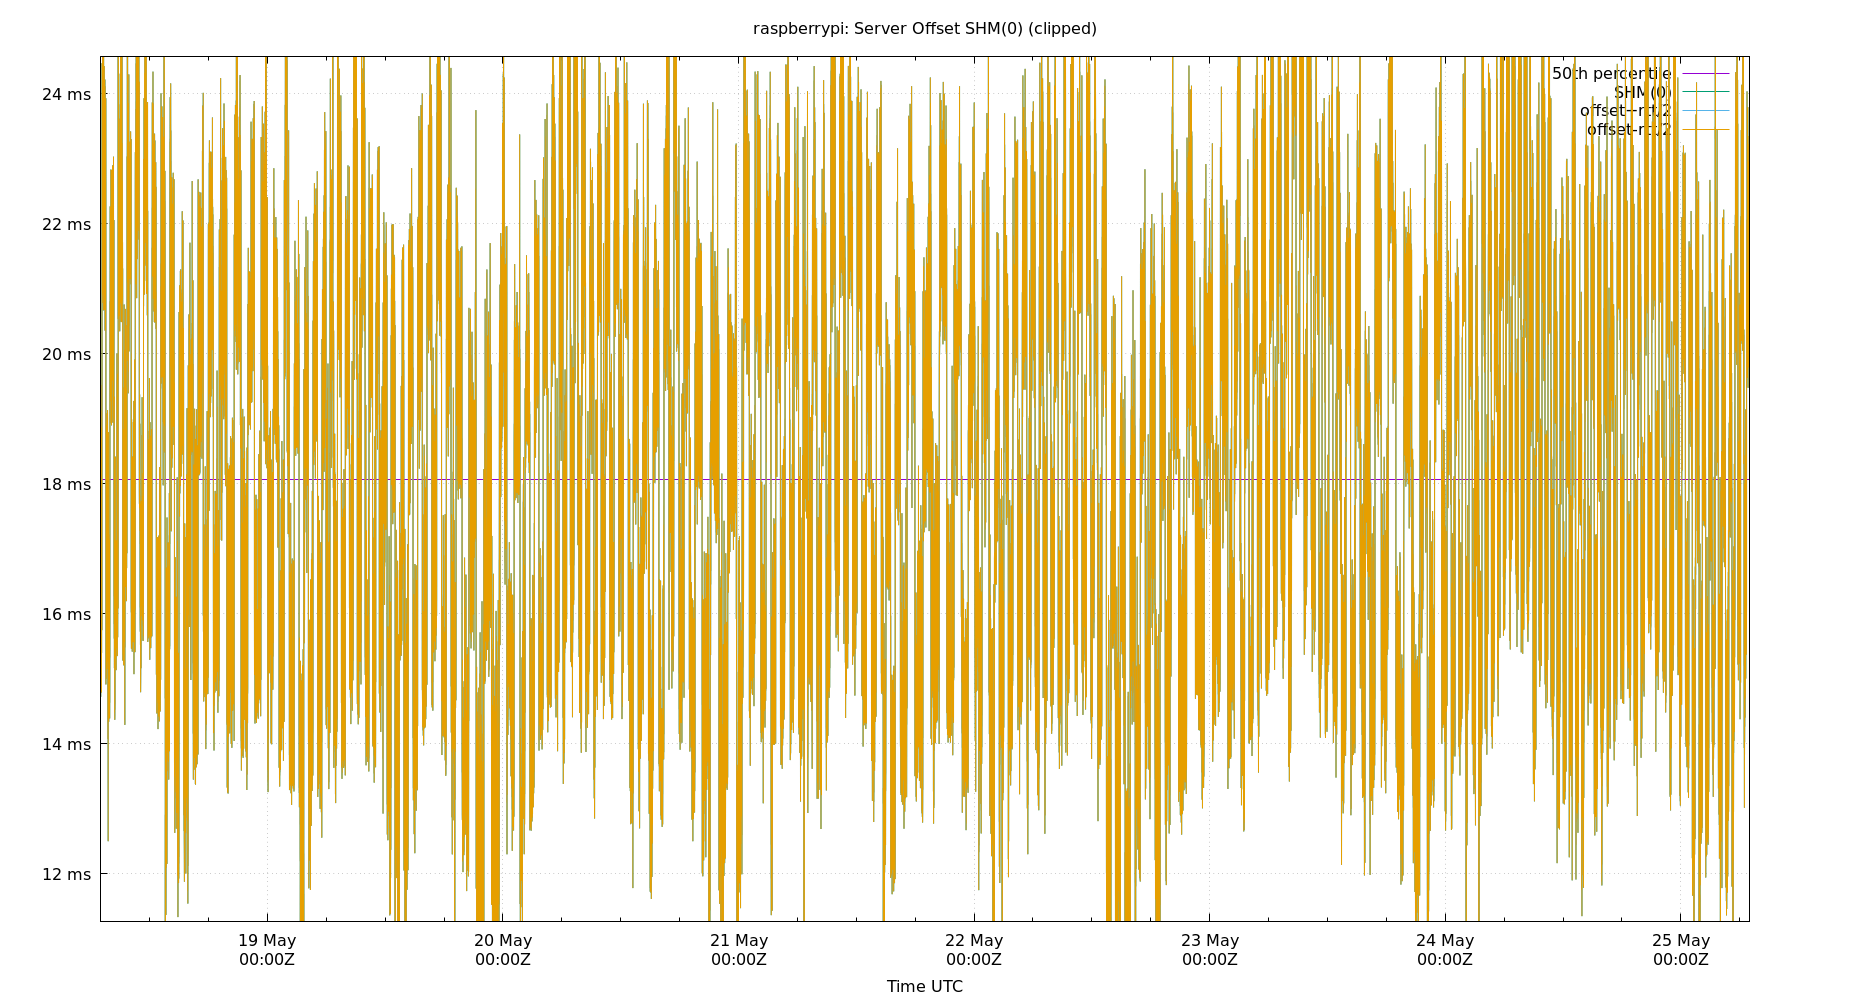 raspberrypi: Server Offset SHM(0) (clipped)
50th percentile
SHM(0)
offset+rtt/2
offset-rtt/2
24 ms
22 ms
20 ms
18 ms
16 ms
14 ms
12 ms
19 May 20 May 21 May 22 May 23 May 24 May 25 May
00:00Z 00:00Z 00:00Z 00:00Z 00:00Z 00:00Z 00:00Z
Time UTC